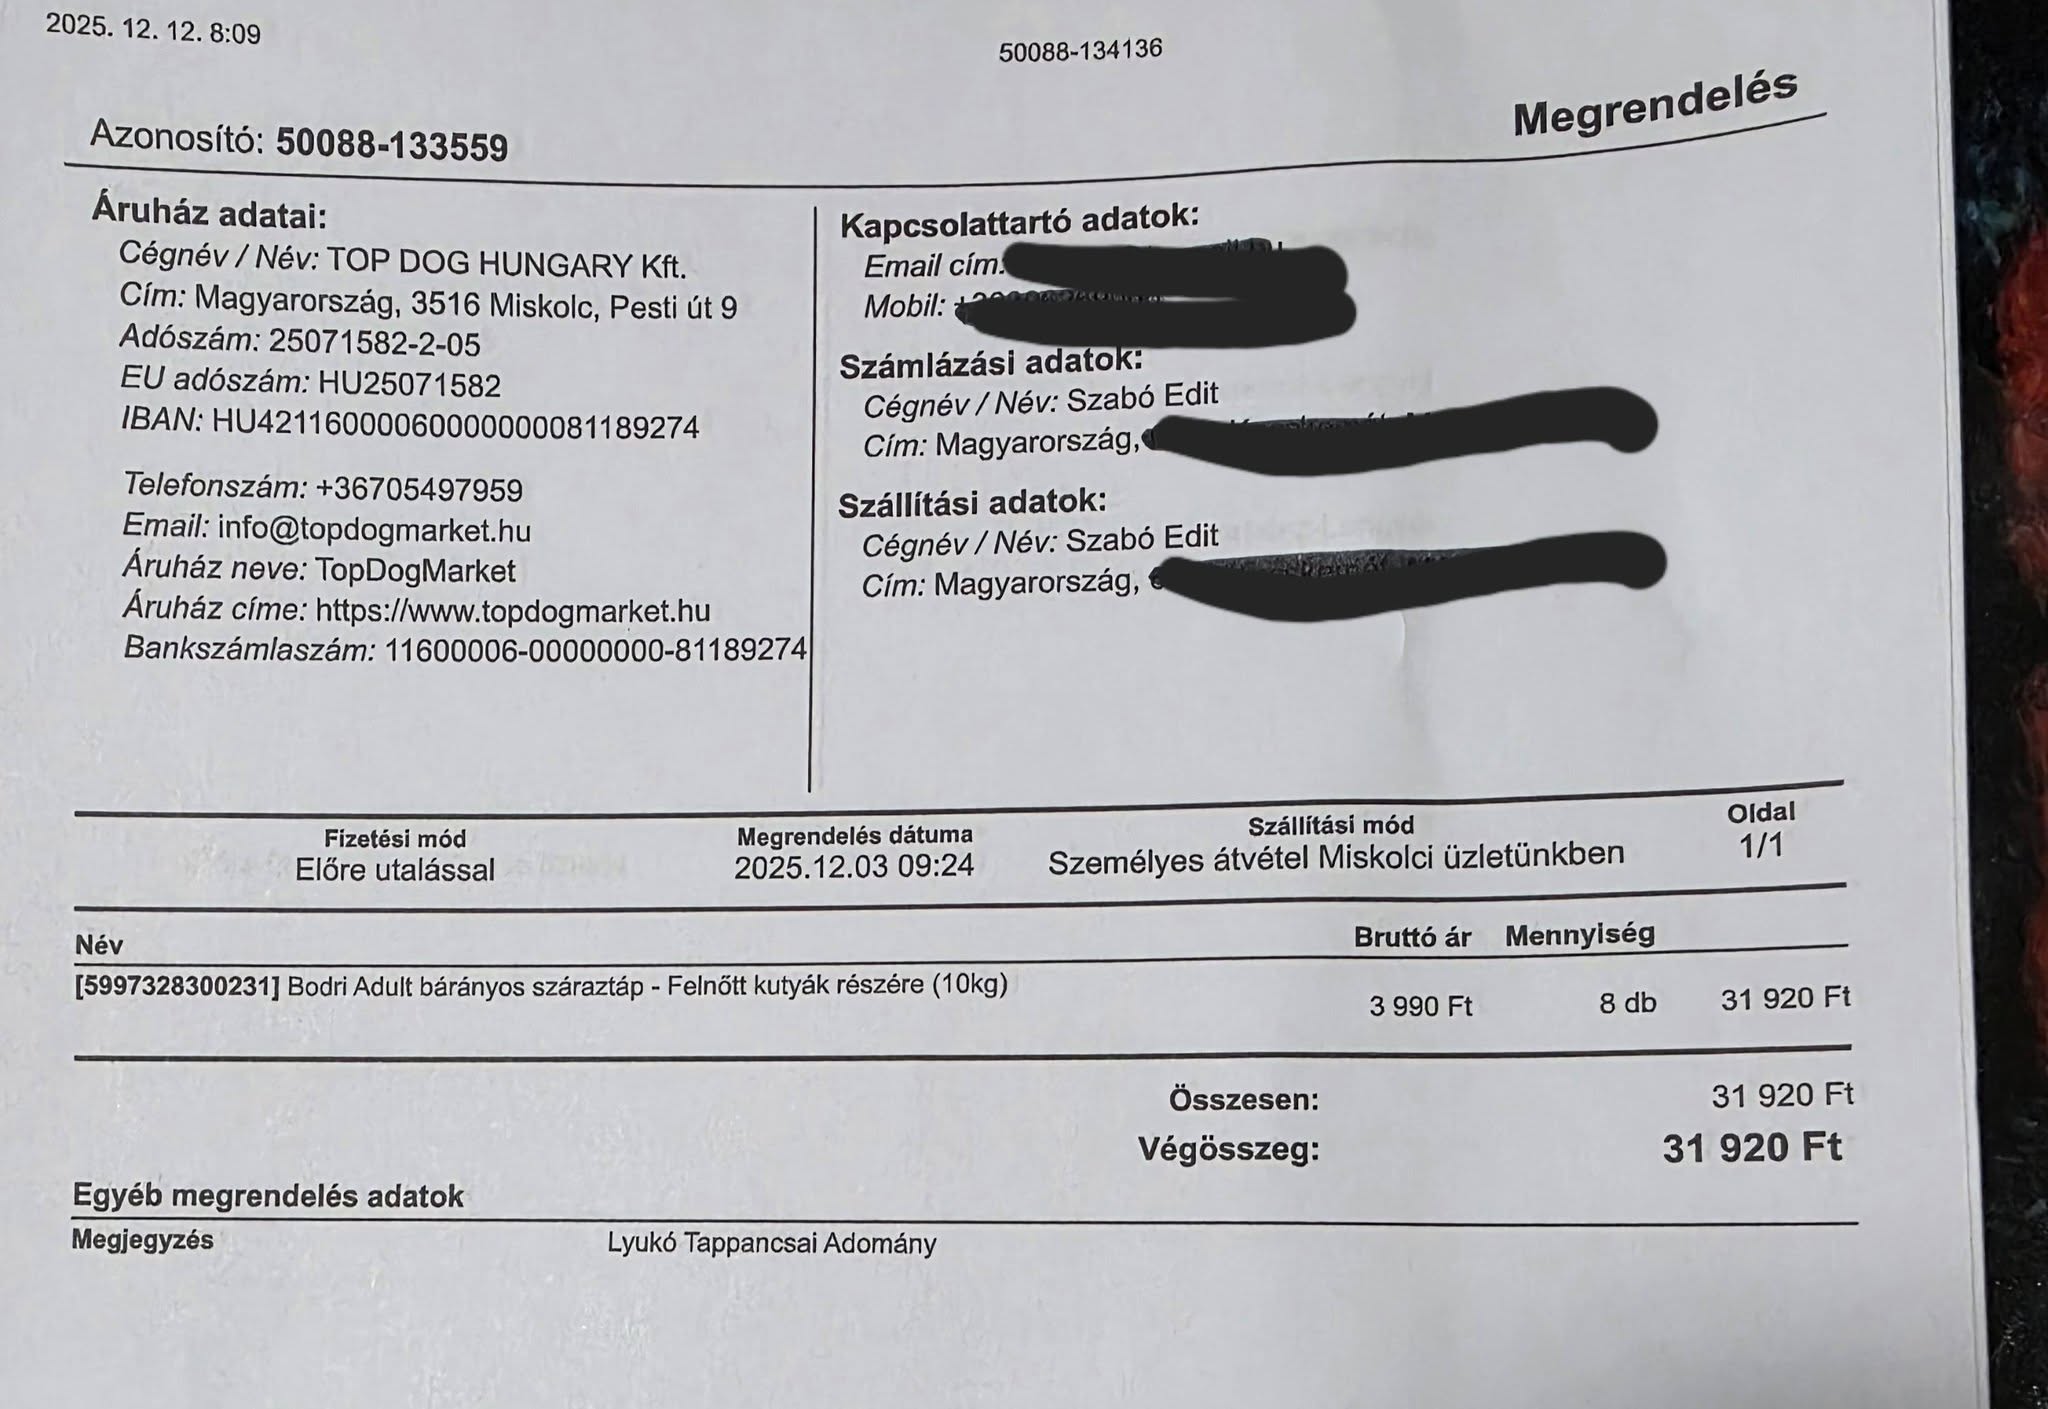 2025. 12. 12. 8:09
50088-134136
Megrendelés
Azonosító: 50088-133559
Áruház adatai:
Cégnév / Név: TOP DOG HUNGARY Kft.
Cím: Magyarország, 3516 Miskolc, Pesti út 9
Adószám: 25071582-2-05
EU adószám: HU25071582
IBAN: HU42116000060000000081189274
Telefonszám: +36705497959
Email: info@topdogmarket.hu
Áruház neve: TopDogMarket
Áruház címe: https://www.topdogmarket.hu
Bankszámlaszám: 11600006-00000000-81189274
Kapcsolattartó adatok:
Email cím:
Mobil:
Számlázási adatok:
Cégnév / Név: Szabó Edit
Cím: Magyarország,
Szállítási adatok:
Cégnév / Név: Szabó Edit
Cím: Magyarország,
Fizetési mód Megrendelés dátuma Szállítási mód Oldal
Előre utalással 2025.12.03 09:24 Személyes átvétel Miskolci üzletünkben 1/1
Név Bruttó ár Mennyiség
[5997328300231] Bodri Adult bárányos száraztáp - Felnőtt kutyák részére (10kg) 3 990 Ft 8 db 31 920 Ft
Összesen: 31 920 Ft
Végösszeg: 31 920 Ft
Egyéb megrendelés adatok
Megjegyzés Lyukó Tappancsai Adomány